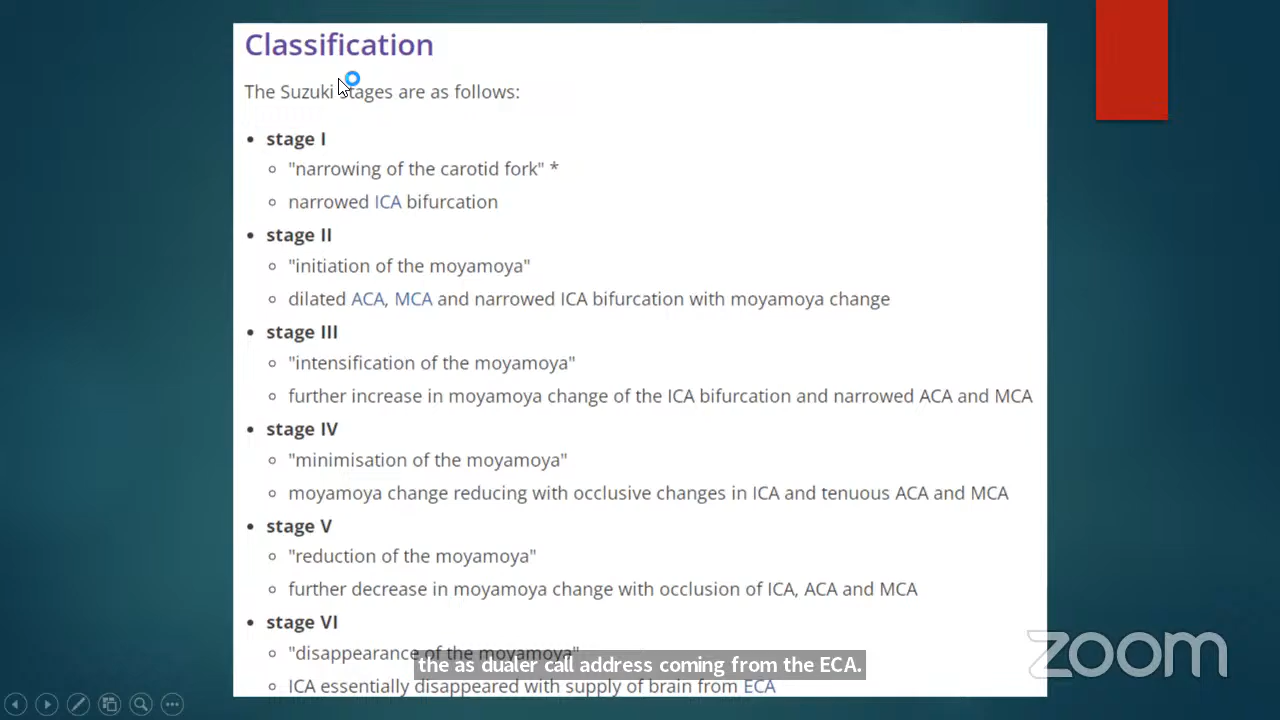 Classification
The Suzuki stages are as follows:
stage I
"narrowing of the carotid fork" *
narrowed ICA bifurcation
stage II
"initiation of the moyamoya"
dilated ACA, MCA and narrowed ICA bifurcation with moyamoya change
stage III
"intensification of the moyamoya"
further increase in moyamoya change of the ICA bifurcation and narrowed ACA and MCA
stage IV
"minimisation of the moyamoya"
moyamoya change reducing with occlusive changes in ICA and tenuous ACA and MCA
stage V
"reduction of the moyamoya"
further decrease in moyamoya change with occlusion of ICA, ACA and MCA
stage VI
"disappearance of the moyamoya"
the as dualer call address coming from the ECA.
ICA essentially disappeared with supply of brain from ECA
zoom